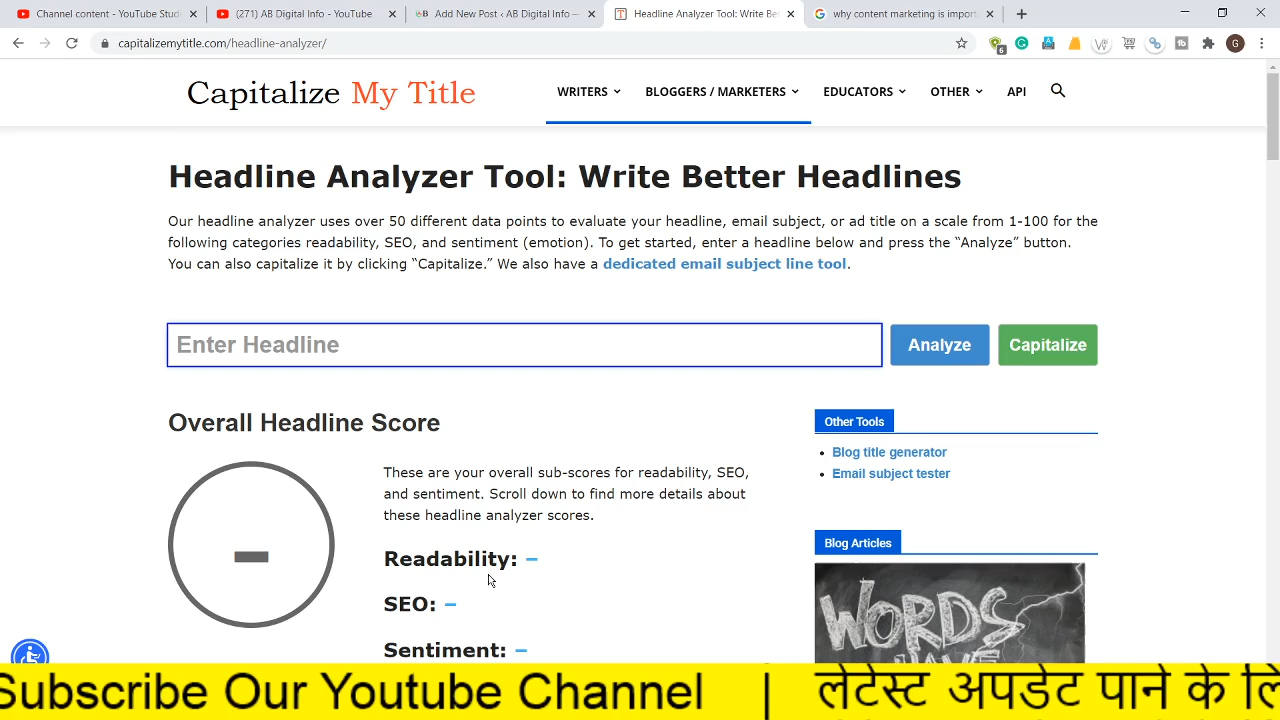 Channel content - YouTube Stud
(271) AB Digital Info - YouTube
Add New Post ‹ AB Digital Info —
Headline Analyzer Tool: Write Be
why content marketing is import
capitalizemytitle.com/headline-analyzer/
6
G
Capitalize My Title
WRITERS
BLOGGERS / MARKETERS
EDUCATORS
OTHER
API
Headline Analyzer Tool: Write Better Headlines
Our headline analyzer uses over 50 different data points to evaluate your headline, email subject, or ad title on a scale from 1-100 for the
following categories readability, SEO, and sentiment (emotion). To get started, enter a headline below and press the “Analyze” button.
You can also capitalize it by clicking “Capitalize.” We also have a dedicated email subject line tool.
Enter Headline
Analyze
Capitalize
Overall Headline Score
-
These are your overall sub-scores for readability, SEO,
and sentiment. Scroll down to find more details about
these headline analyzer scores.
Readability: –
SEO: –
Sentiment: –
Other Tools
Blog title generator
Email subject tester
Blog Articles
WORDS
HAVE
Subscribe Our Youtube Channel | लेटेस्ट अपडेट पाने के लि